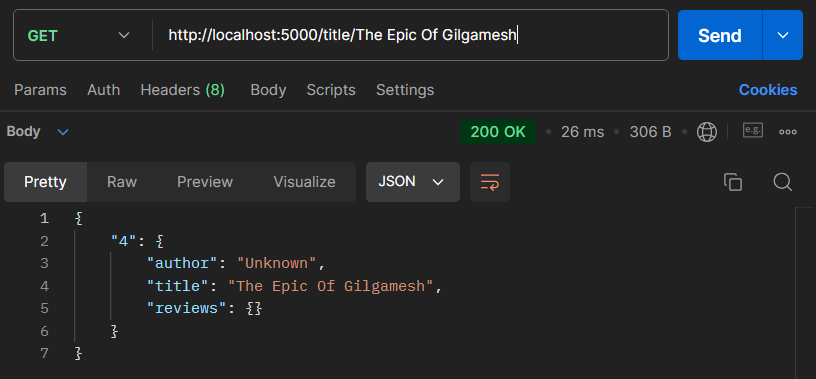 GET http://localhost:5000/title/The Epic Of Gilgamesh Send
Params Auth Headers (8) Body Scripts Settings Cookies
Body 200 OK • 26 ms • 306 B • e.g.
Pretty Raw Preview Visualize JSON
1 {
2 "4": {
3 "author": "Unknown",
4 "title": "The Epic Of Gilgamesh",
5 "reviews": {}
6 }
7 }